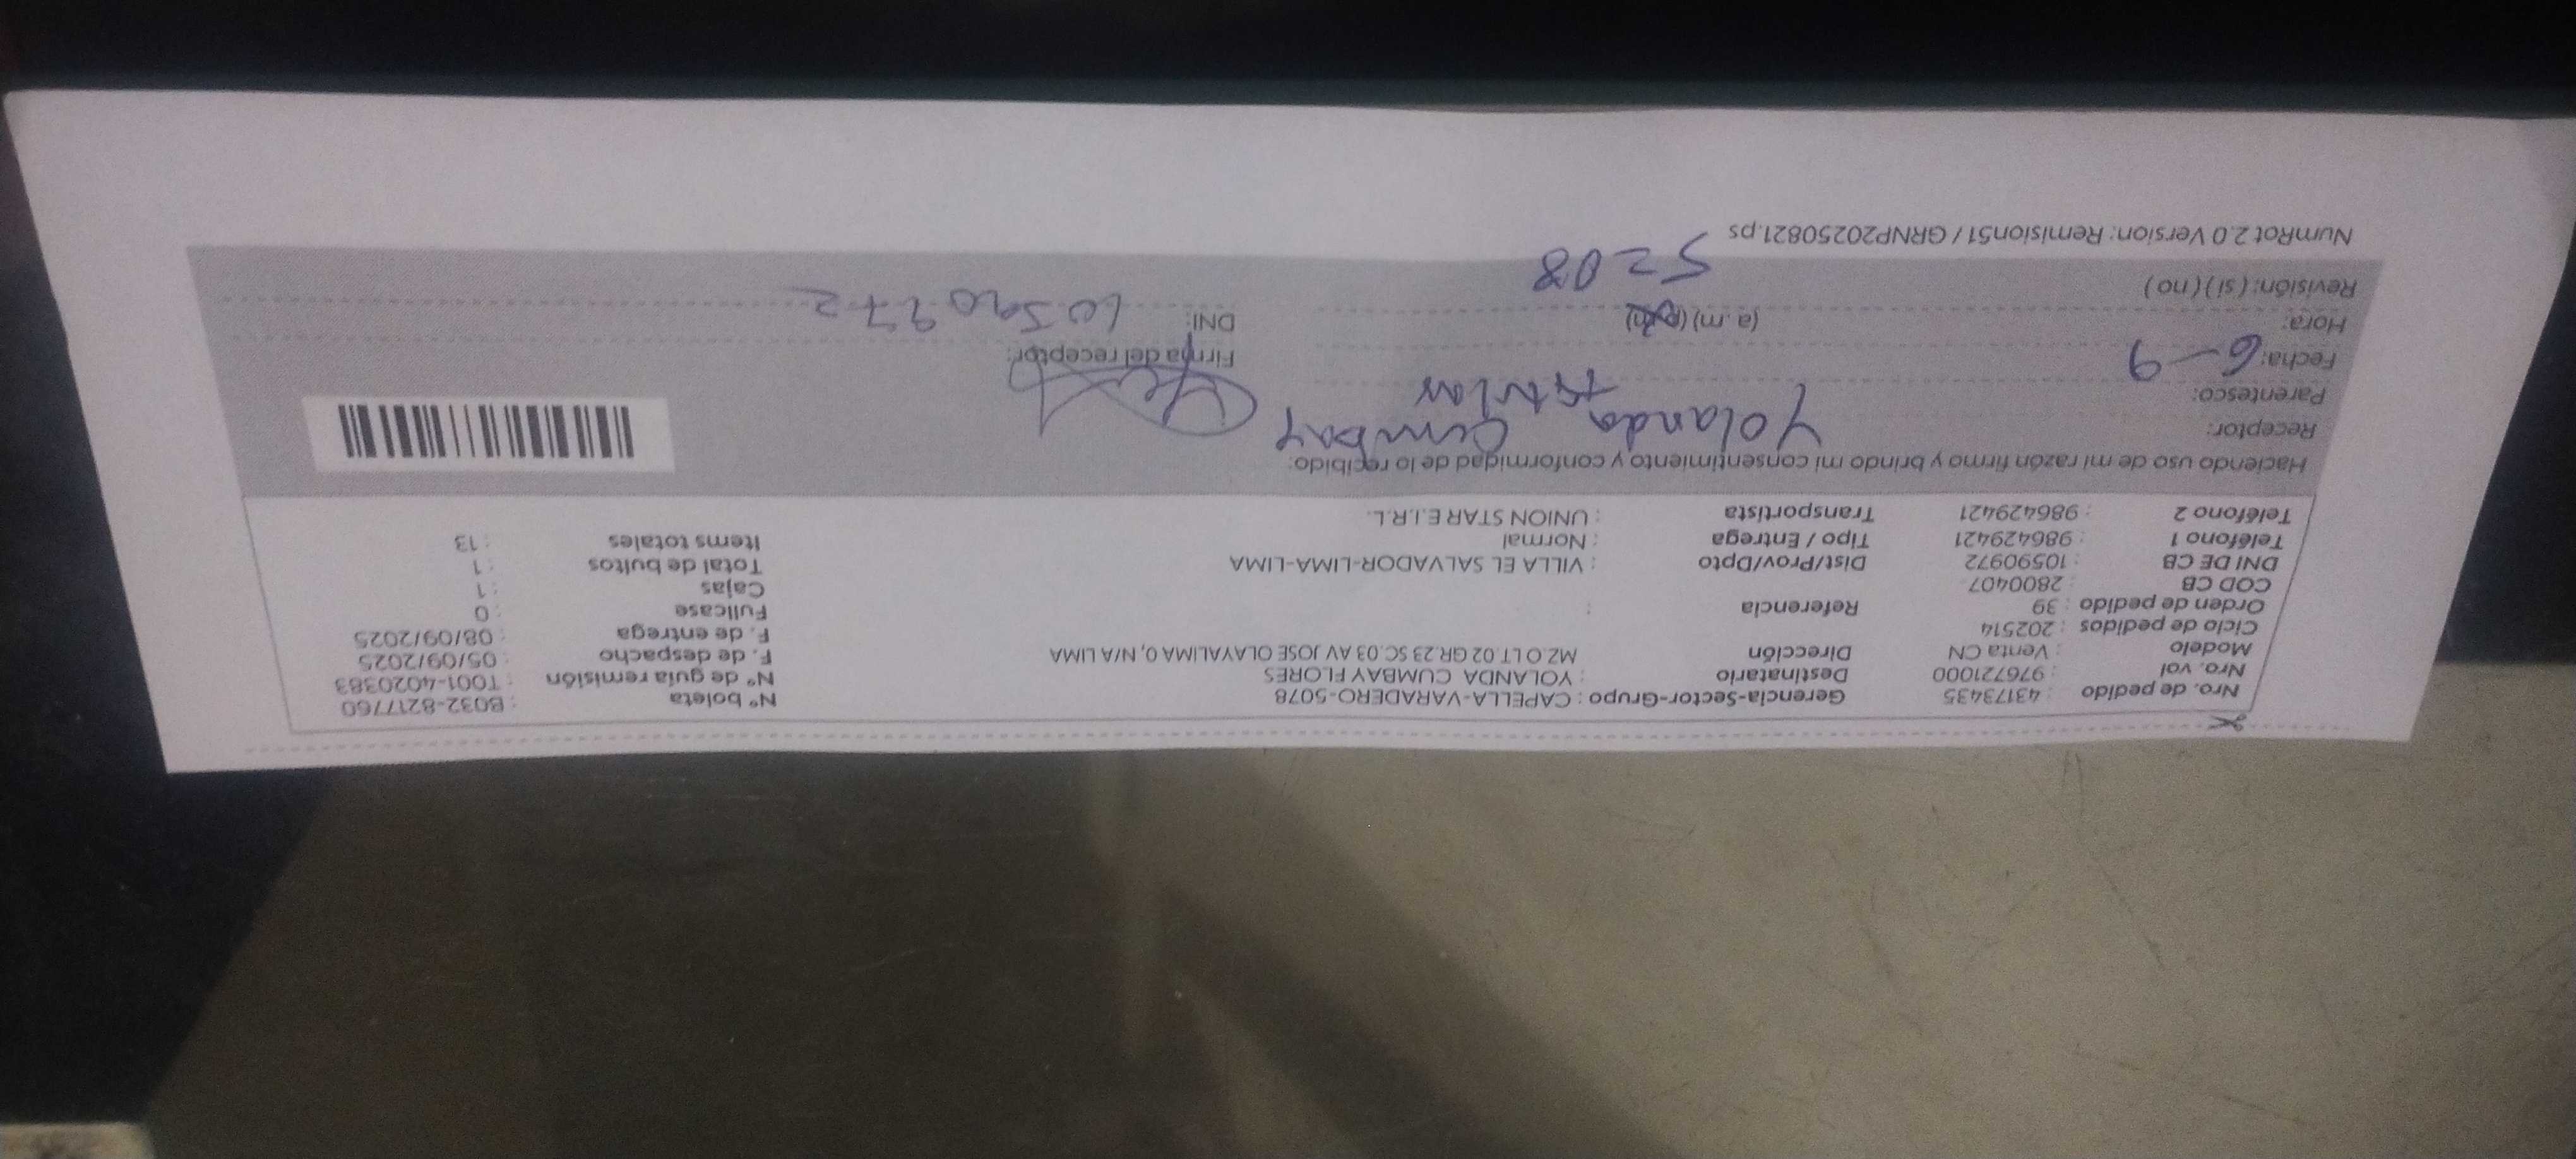 Nro. de pedido : 43173435 Gerencia-Sector-Grupo : CAPELLA-VARADERO-5078 N° boleta : B032-8217760
Nro. vol : 976721000 Destinatario : YOLANDA CUMBAY FLORES N° de guía remisión : T001-4020383
Modelo : Venta CN Dirección MZ O LT 02 GR.23 SC.03 AV JOSE OLAYALIMA 0, N/A LIMA F. de despacho : 05/09/2025
Ciclo de pedidos : 202514 F. de entrega : 08/09/2025
Orden de pedido : 39 Referencia : Fullcase : 0
COD CB : 2800407 Cajas : 1
DNI DE CB : 10590972 Dist/Prov/Dpto : VILLA EL SALVADOR-LIMA-LIMA Total de bultos : 1
Teléfono 1 : 986429421 Tipo / Entrega : Normal Items totales : 13
Teléfono 2 : 986429421 Transportista : UNION STAR E.I.R.L.
Haciendo uso de mi razón firmo y brindo mi consentimiento y conformidad de lo recibido:
Receptor: Yolanda Cumbay
Parentesco: titular
Fecha: 6-9 Firma del receptor:
Hora: (a.m) (p.m) DNI: 10590972
Revisión: (si) (no) 5208
NumRot 2.0 Version: Remision51 / GRNP20250821.ps